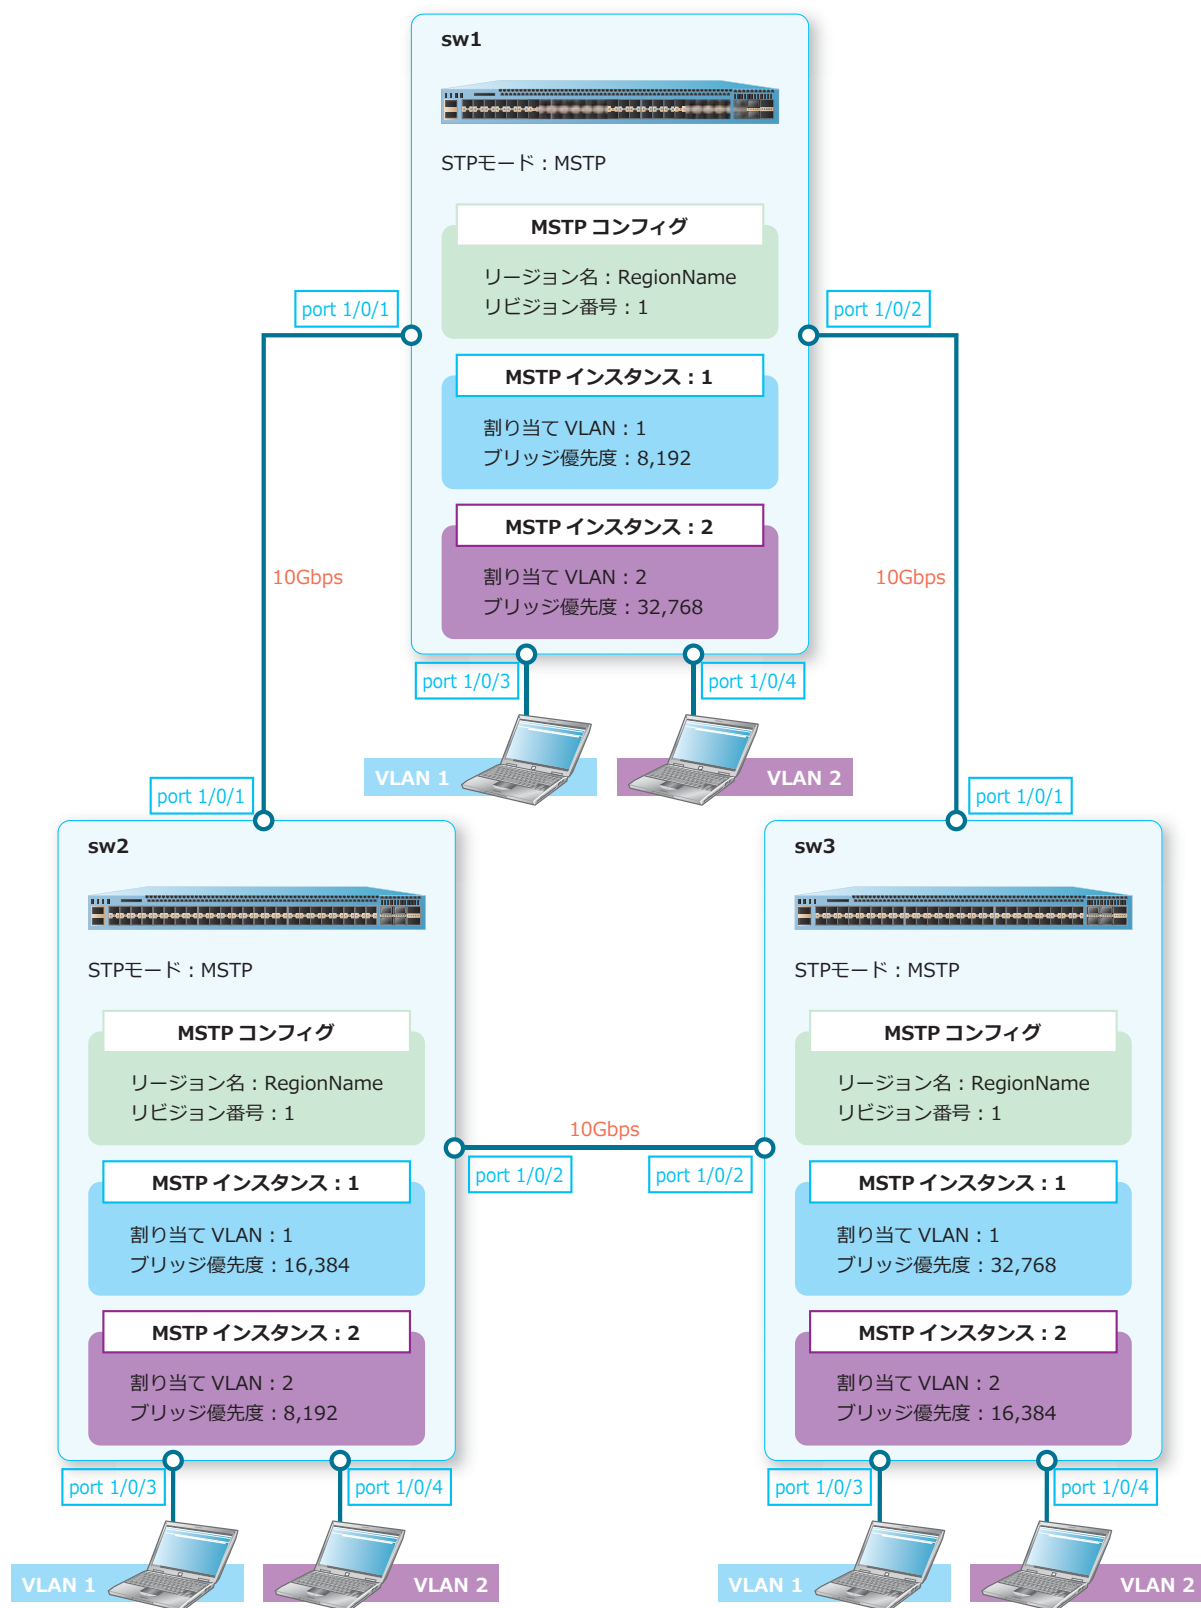 sw1
STPモード：MSTP
MSTP コンフィグ
リージョン名：RegionName
リビジョン番号：1
port 1/0/1
port 1/0/2
MSTP インスタンス：1
割り当て VLAN：1
ブリッジ優先度：8,192
MSTP インスタンス：2
割り当て VLAN：2
ブリッジ優先度：32,768
10Gbps
10Gbps
port 1/0/3
port 1/0/4
VLAN 1
VLAN 2
port 1/0/1
port 1/0/1
sw2
STPモード：MSTP
MSTP コンフィグ
リージョン名：RegionName
リビジョン番号：1
10Gbps
port 1/0/2
port 1/0/2
MSTP インスタンス：1
割り当て VLAN：1
ブリッジ優先度：16,384
MSTP インスタンス：2
割り当て VLAN：2
ブリッジ優先度：8,192
port 1/0/3
port 1/0/4
VLAN 1
VLAN 2
sw3
STPモード：MSTP
MSTP コンフィグ
リージョン名：RegionName
リビジョン番号：1
MSTP インスタンス：1
割り当て VLAN：1
ブリッジ優先度：32,768
MSTP インスタンス：2
割り当て VLAN：2
ブリッジ優先度：16,384
port 1/0/3
port 1/0/4
VLAN 1
VLAN 2